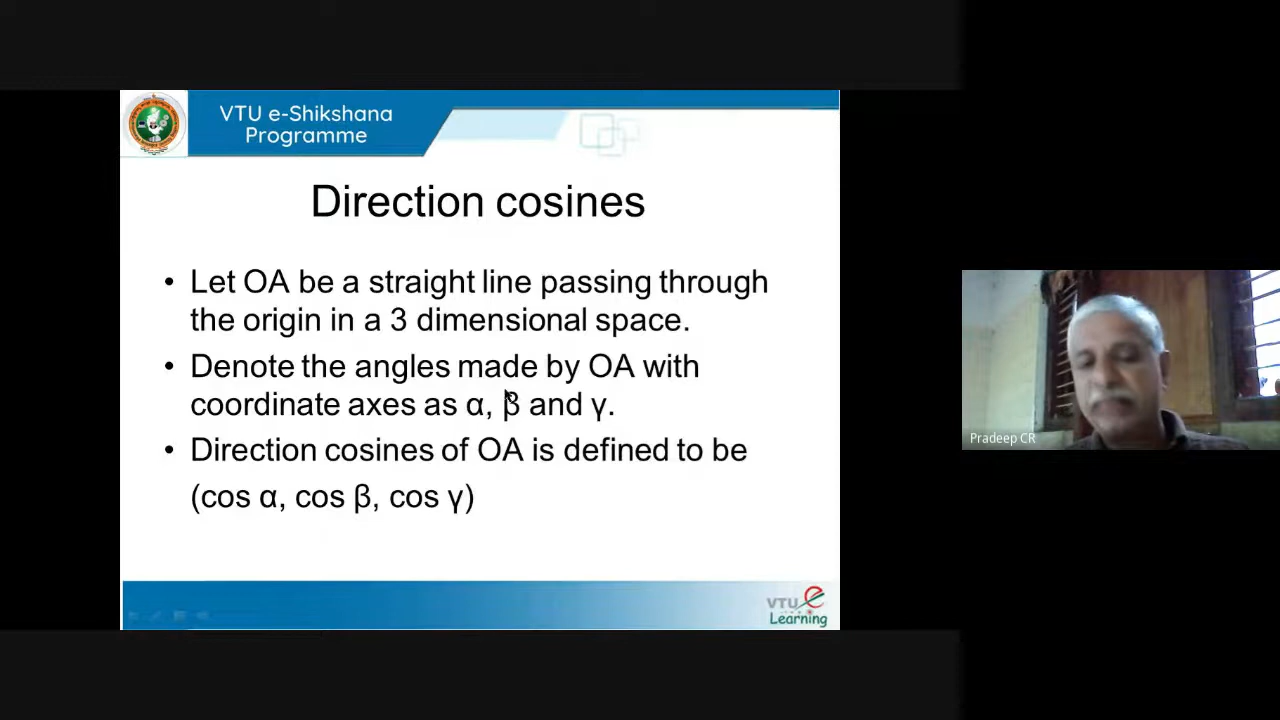 VTU e-Shikshana
Programme
Direction cosines
• Let OA be a straight line passing through
the origin in a 3 dimensional space.
• Denote the angles made by OA with
coordinate axes as α, β and γ.
• Direction cosines of OA is defined to be
(cos α, cos β, cos γ)
Pradeep CR
VTU e
Learning